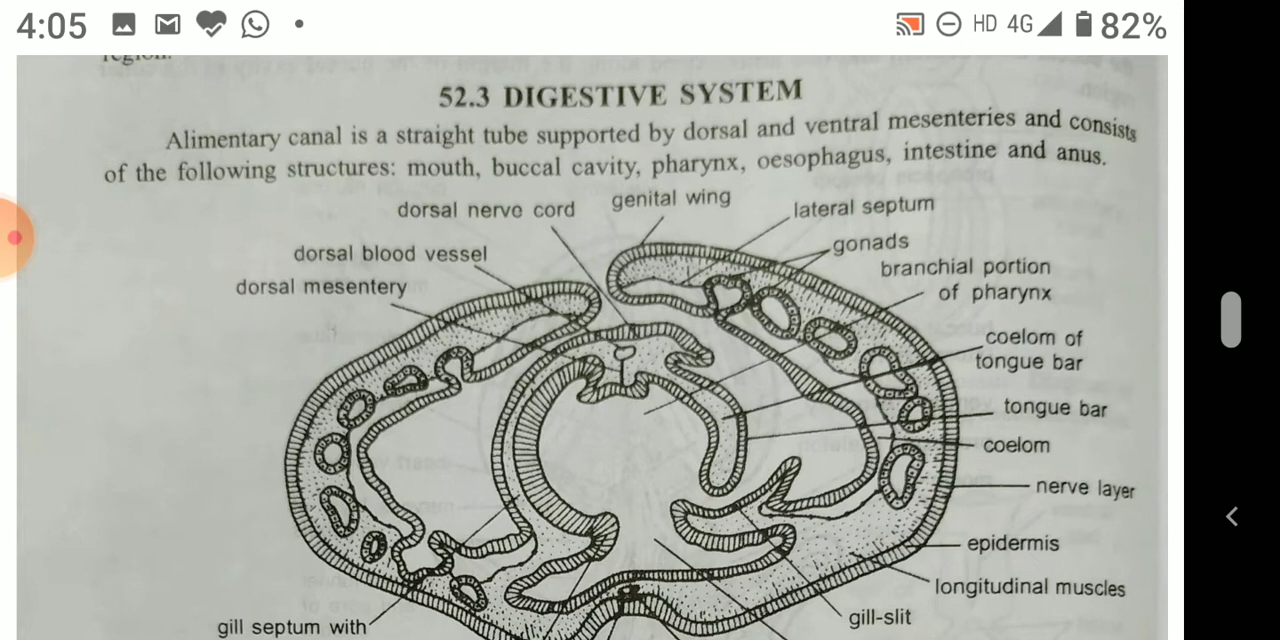 4:05 HD 4G 82%
region.
52.3 DIGESTIVE SYSTEM
Alimentary canal is a straight tube supported by dorsal and ventral mesenteries and consists
of the following structures: mouth, buccal cavity, pharynx, oesophagus, intestine and anus.
dorsal nerve cord
genital wing
lateral septum
dorsal blood vessel
gonads
dorsal mesentery
branchial portion
of pharynx
coelom of
tongue bar
tongue bar
coelom
nerve layer
epidermis
longitudinal muscles
gill-slit
gill septum with